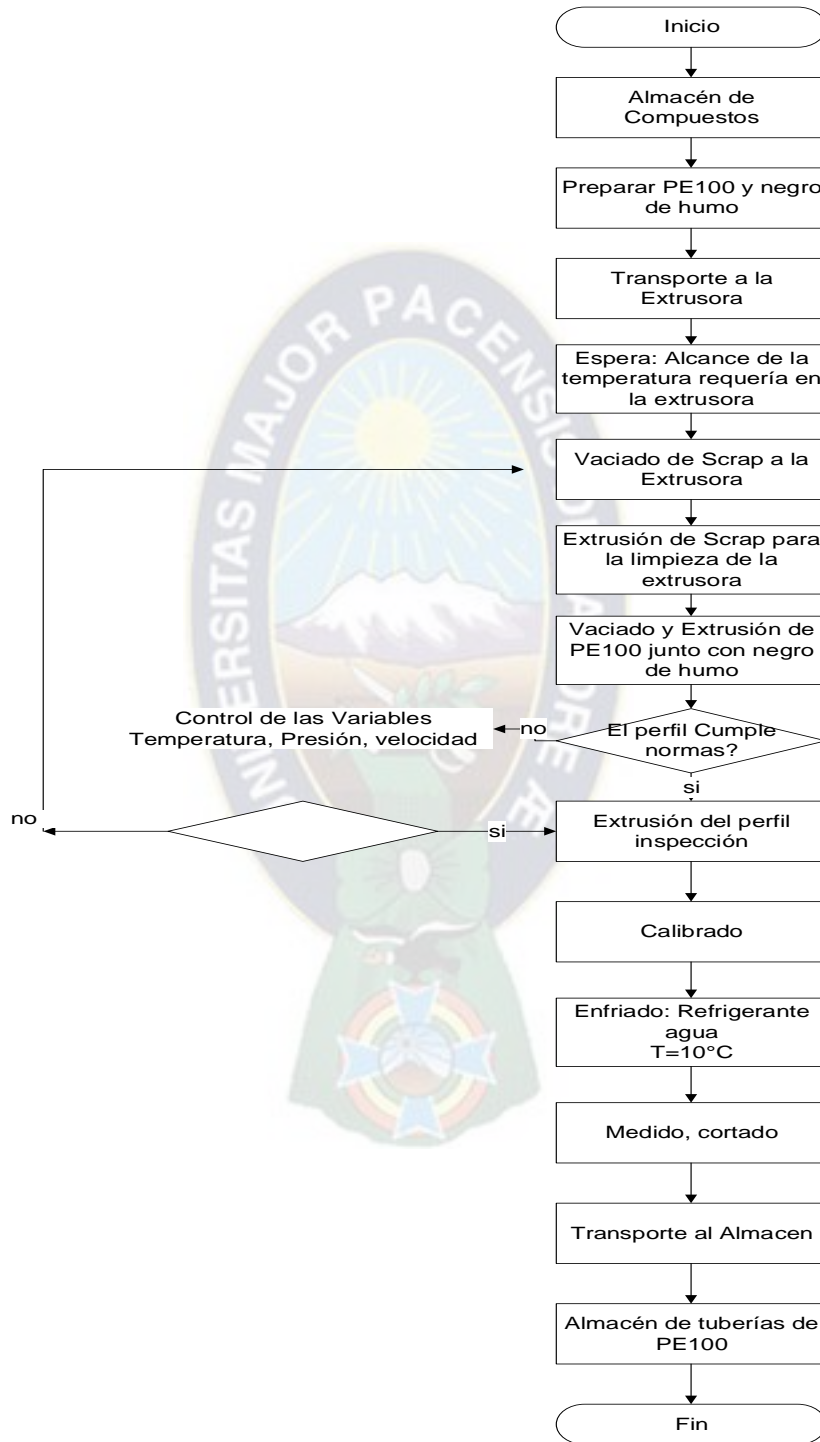 Inicio
Almacén de
Compuestos
Preparar PE100 y negro
de humo
Transporte a la
Extrusora
Espera: Alcance de la
temperatura requería en
la extrusora
Vaciado de Scrap a la
Extrusora
Extrusión de Scrap para
la limpieza de la
extrusora
Vaciado y Extrusión de
PE100 junto con negro
de humo
El perfil Cumple
normas?
no
Control de las Variables
Temperatura, Presión, velocidad
si
no
si
Extrusión del perfil
inspección
Calibrado
Enfriado: Refrigerante
agua
T=10°C
Medido, cortado
Transporte al Almacen
Almacén de tuberías de
PE100
Fin
UNIVERSITAS MAJOR PACENSIS